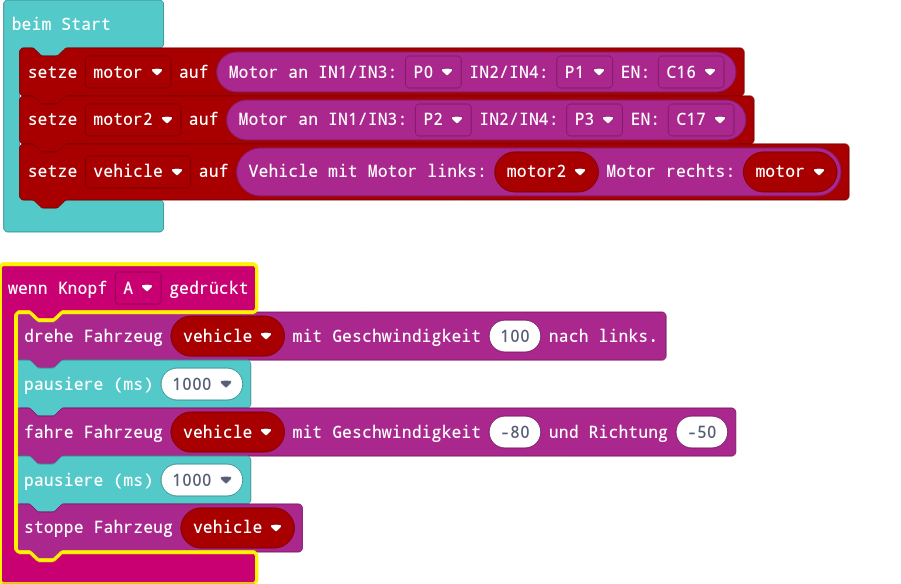 beim Start
setze motor auf Motor an IN1/IN3: P0 IN2/IN4: P1 EN: C16
setze motor2 auf Motor an IN1/IN3: P2 IN2/IN4: P3 EN: C17
setze vehicle auf Vehicle mit Motor links: motor2 Motor rechts: motor
wenn Knopf A gedrückt
drehe Fahrzeug vehicle mit Geschwindigkeit 100 nach links.
pausiere (ms) 1000
fahre Fahrzeug vehicle mit Geschwindigkeit -80 und Richtung -50
pausiere (ms) 1000
stoppe Fahrzeug vehicle